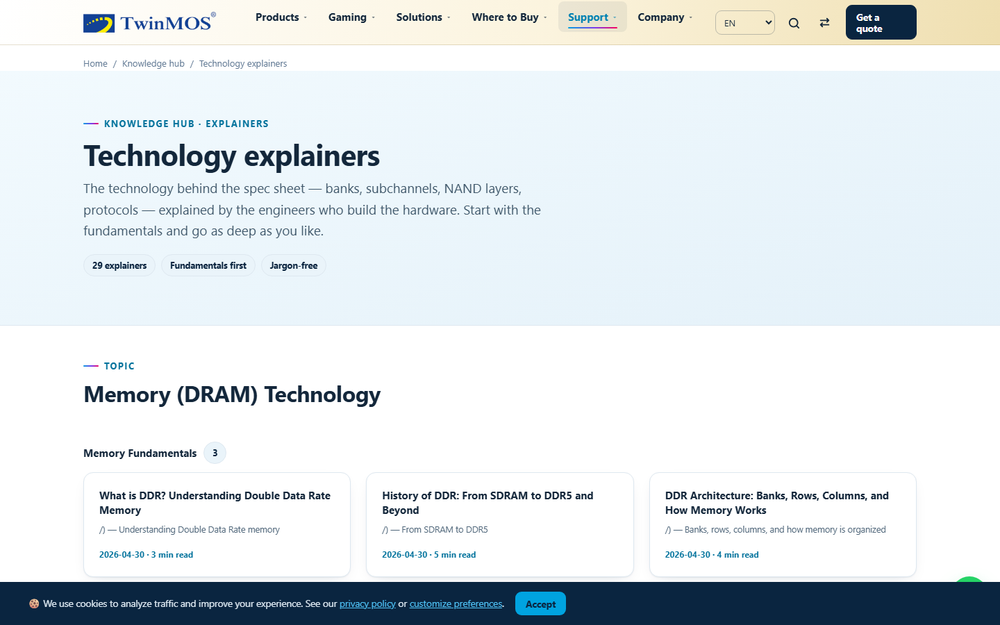 TwinMOS®
Products
Gaming
Solutions
Where to Buy
Support
Company
EN
Get a quote
Home / Knowledge hub / Technology explainers
KNOWLEDGE HUB · EXPLAINERS
Technology explainers
The technology behind the spec sheet — banks, subchannels, NAND layers,
protocols — explained by the engineers who build the hardware. Start with the
fundamentals and go as deep as you like.
29 explainers
Fundamentals first
Jargon-free
TOPIC
Memory (DRAM) Technology
Memory Fundamentals 3
What is DDR? Understanding Double Data Rate
Memory
/) — Understanding Double Data Rate memory
2026-04-30 · 3 min read
History of DDR: From SDRAM to DDR5 and
Beyond
/) — From SDRAM to DDR5
2026-04-30 · 5 min read
DDR Architecture: Banks, Rows, Columns, and
How Memory Works
/) — Banks, rows, columns, and how memory is organized
2026-04-30 · 4 min read
We use cookies to analyze traffic and improve your experience. See our privacy policy or customize preferences.
Accept